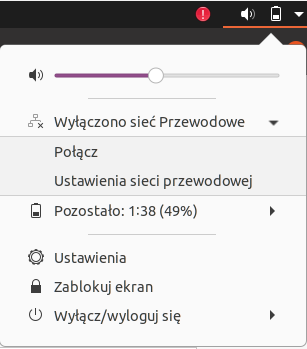 Wyłączono sieć Przewodowe
Połącz
Ustawienia sieci przewodowej
Pozostało: 1:38 (49%)
Ustawienia
Zablokuj ekran
Wyłącz/wyloguj się